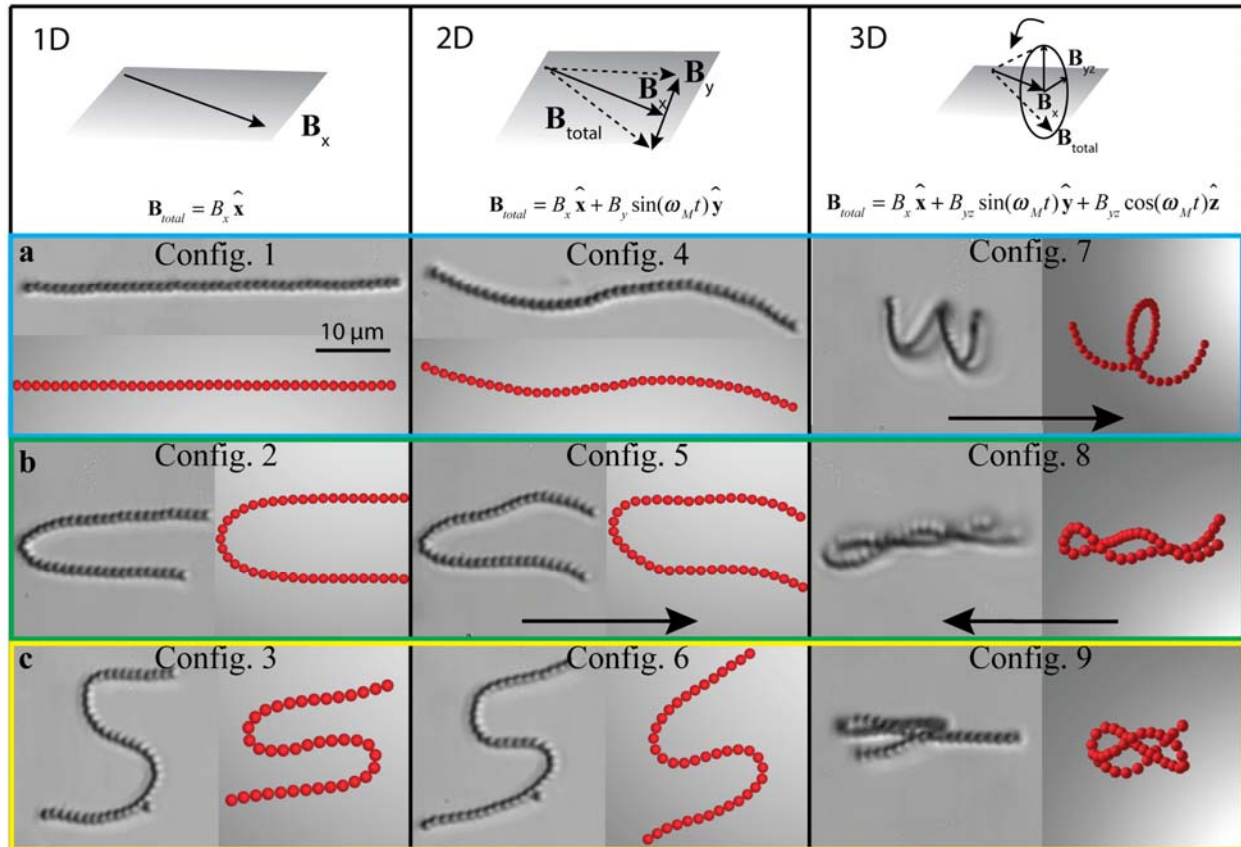 1D
B_x
B_total = B_x x̂
2D
B_y
B_x
B_total
B_total = B_x x̂ + B_y sin(ω_M t) ŷ
3D
B_yz
B_x
B_total
B_total = B_x x̂ + B_yz sin(ω_M t) ŷ + B_yz cos(ω_M t) ẑ
a
Config. 1
10 µm
Config. 4
Config. 7
b
Config. 2
Config. 5
Config. 8
c
Config. 3
Config. 6
Config. 9